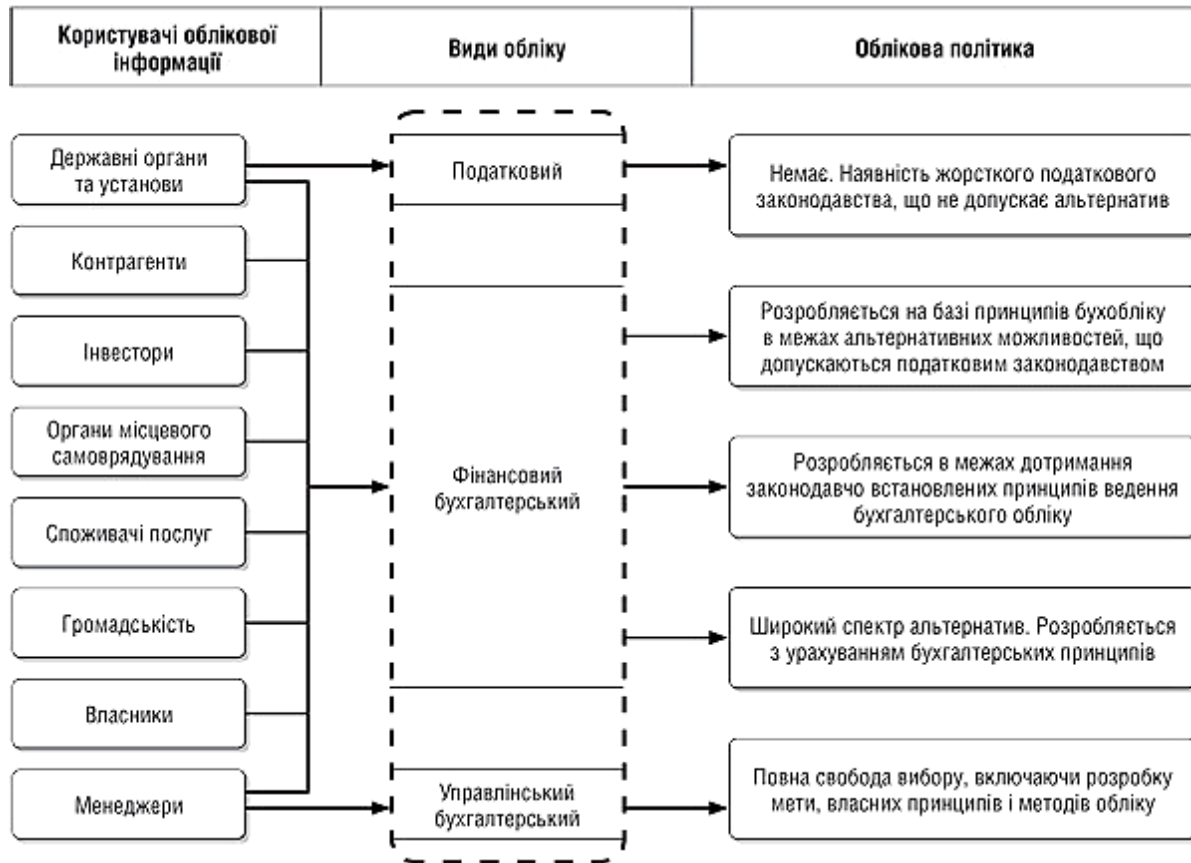 Користувачі облікової
інформації
Види обліку
Облікова політика
Державні органи
та установи
Контрагенти
Інвестори
Органи місцевого
самоврядування
Споживачі послуг
Громадськість
Власники
Менеджери
Податковий
Фінансовий
бухгалтерський
Управлінський
бухгалтерський
Немає. Наявність жорсткого податкового
законодавства, що не допускає альтернатив
Розробляється на базі принципів бухобліку
в межах альтернативних можливостей, що
допускаються податковим законодавством
Розробляється в межах дотримання
законодавчо встановлених принципів ведення
бухгалтерського обліку
Широкий спектр альтернатив. Розробляється
з урахуванням бухгалтерських принципів
Повна свобода вибору, включаючи розробку
мети, власних принципів і методів обліку